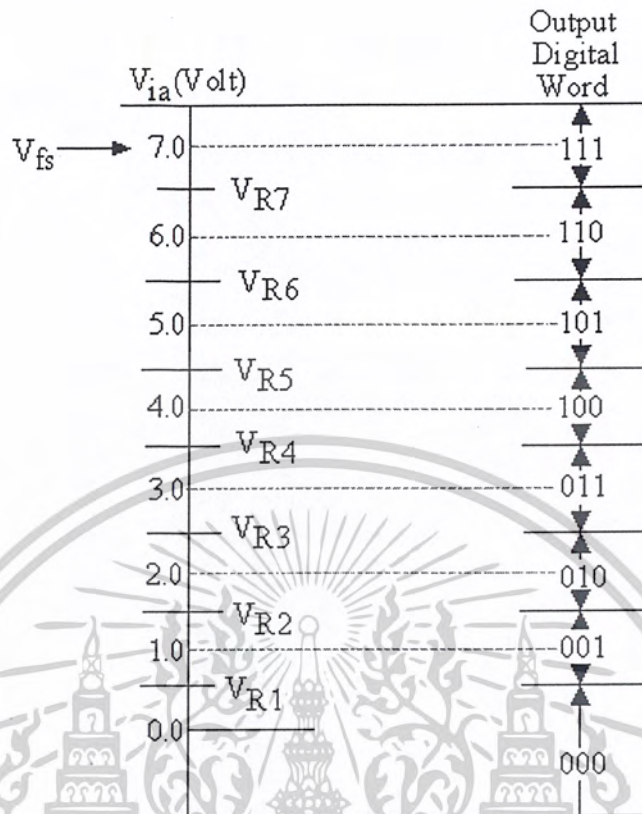 Output
Digital
Word
V_ia(Volt)
V_fs
7.0 111
V_R7
6.0 110
V_R6
5.0 101
V_R5
4.0 100
V_R4
3.0 011
V_R3
2.0 010
V_R2
1.0 001
V_R1
0.0
000